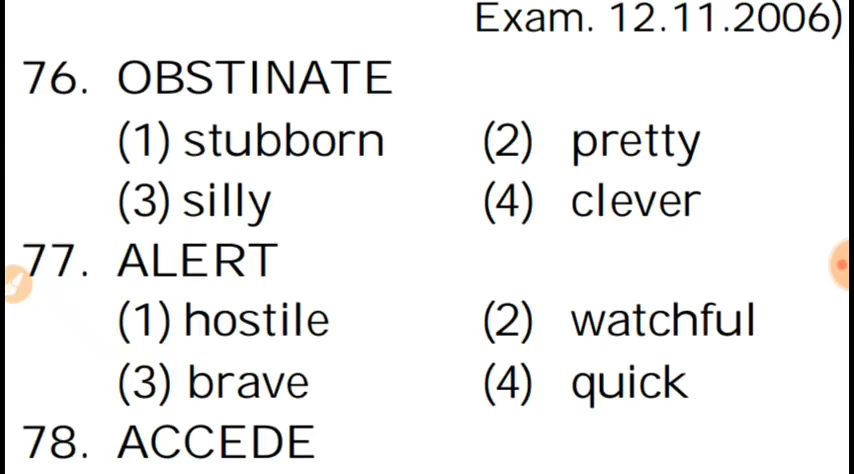 Exam. 12.11.2006)
76. OBSTINATE
(1) stubborn (2) pretty
(3) silly (4) clever
77. ALERT
(1) hostile (2) watchful
(3) brave (4) quick
78. ACCEDE